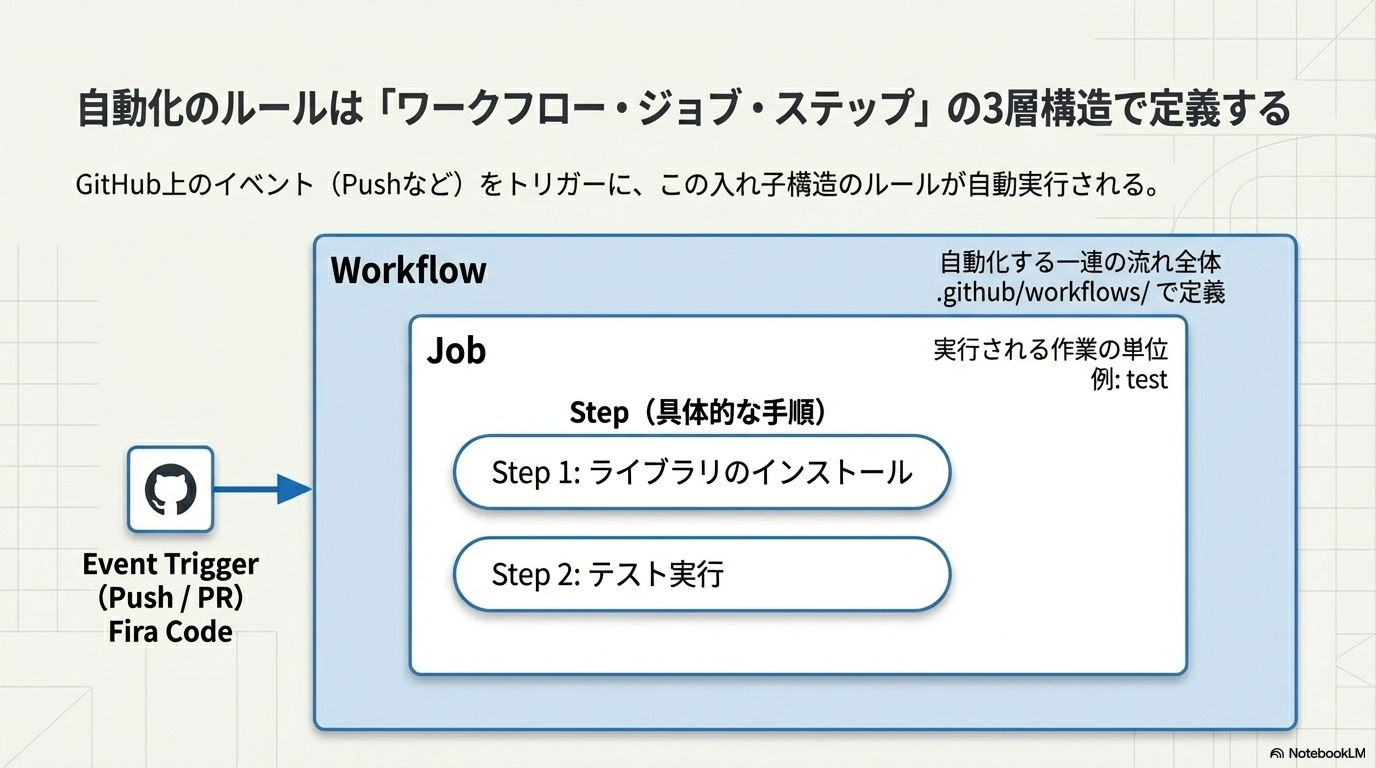 自動化のルールは「ワークフロー・ジョブ・ステップ」の3層構造で定義する
GitHub上のイベント（Pushなど）をトリガーに、この入れ子構造のルールが自動実行される。
Workflow
自動化する一連の流れ全体
.github/workflows/ で定義
Job
実行される作業の単位
例: test
Step（具体的な手順）
Step 1: ライブラリのインストール
Step 2: テスト実行
Event Trigger
（Push / PR）
Fira Code
NotebookLM